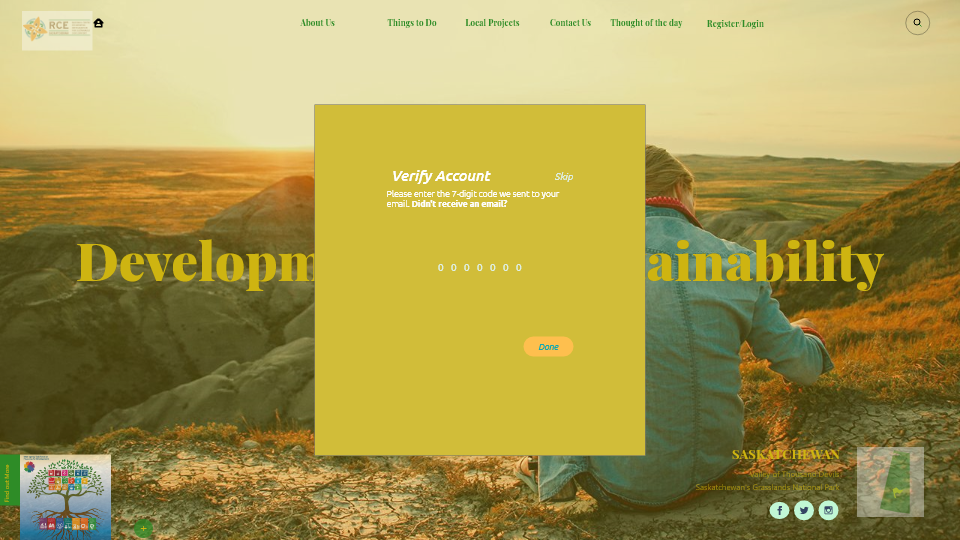 RCE
About Us
Things to Do
Local Projects
Contact Us
Thought of the day
Register/Login
Verify Account
Skip
Please enter the 7-digit code we sent to your
email. Didn't receive an email?
Developm
ainability
0 0 0 0 0 0 0
Done
SASKATCHEWAN
Valley of Thousand Devils
Saskatchewan's Grasslands National Park
Find out More